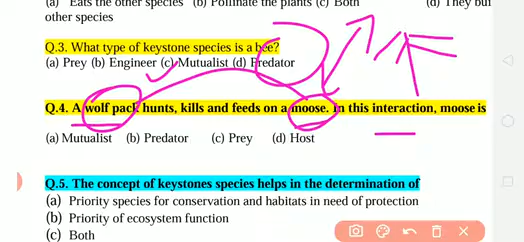 (a) Eats the other species (b) Pollinate the plants (c) Both (d) They
other species
Q.3. What type of keystone species is a bee?
(a) Prey (b) Engineer (c) Mutualist (d) Predator
Q.4. A wolf pack hunts, kills and feeds on a moose. In this interaction, moose is
(a) Mutualist (b) Predator (c) Prey (d) Host
Q.5. The concept of keystones species helps in the determination of
(a) Priority species for conservation and habitats in need of protection
(b) Priority of ecosystem function
(c) Both